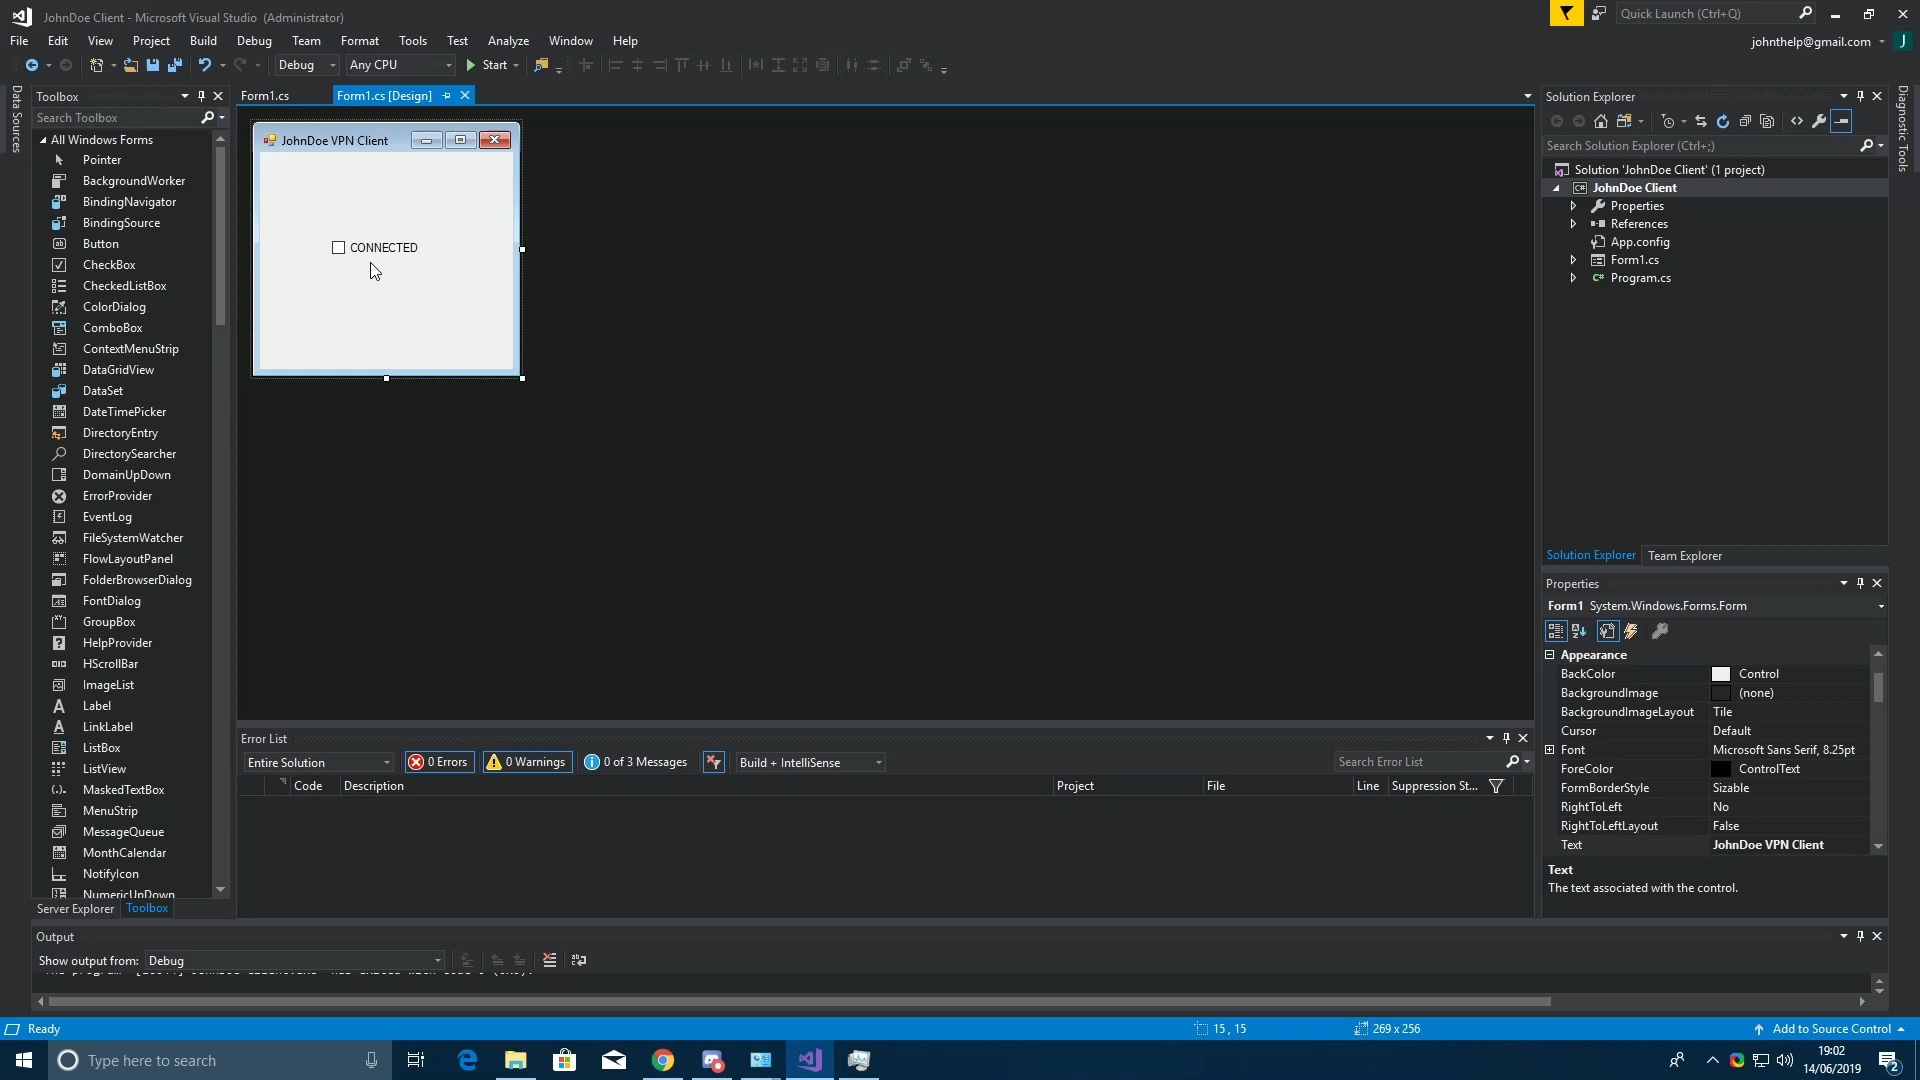 JohnDoe Client - Microsoft Visual Studio (Administrator)
Quick Launch (Ctrl+Q)
File Edit View Project Build Debug Team Format Tools Test Analyze Window Help
johnthelp@gmail.com J
Debug Any CPU Start
Data Sources
Toolbox
Search Toolbox
All Windows Forms
Pointer
BackgroundWorker
BindingNavigator
BindingSource
Button
CheckBox
CheckedListBox
ColorDialog
ComboBox
ContextMenuStrip
DataGridView
DataSet
DateTimePicker
DirectoryEntry
DirectorySearcher
DomainUpDown
ErrorProvider
EventLog
FileSystemWatcher
FlowLayoutPanel
FolderBrowserDialog
FontDialog
GroupBox
HelpProvider
HScrollBar
ImageList
Label
LinkLabel
ListBox
ListView
MaskedTextBox
MenuStrip
MessageQueue
MonthCalendar
NotifyIcon
NumericUpDown
Server Explorer Toolbox
Form1.cs Form1.cs [Design]
JohnDoe VPN Client
CONNECTED
Error List
Entire Solution 0 Errors 0 Warnings 0 of 3 Messages Build + IntelliSense Search Error List
Code Description Project File Line Suppression St...
Solution Explorer
Search Solution Explorer (Ctrl+;)
Solution 'JohnDoe Client' (1 project)
JohnDoe Client
Properties
References
App.config
Form1.cs
Program.cs
Solution Explorer Team Explorer
Diagnostic Tools
Properties
Form1 System.Windows.Forms.Form
Appearance
BackColor Control
BackgroundImage (none)
BackgroundImageLayout Tile
Cursor Default
Font Microsoft Sans Serif, 8.25pt
ForeColor ControlText
FormBorderStyle Sizable
RightToLeft No
RightToLeftLayout False
Text JohnDoe VPN Client
Text
The text associated with the control.
Output
Show output from: Debug
Ready 15 , 15 269 x 256 Add to Source Control
Type here to search
19:02
14/06/2019
2